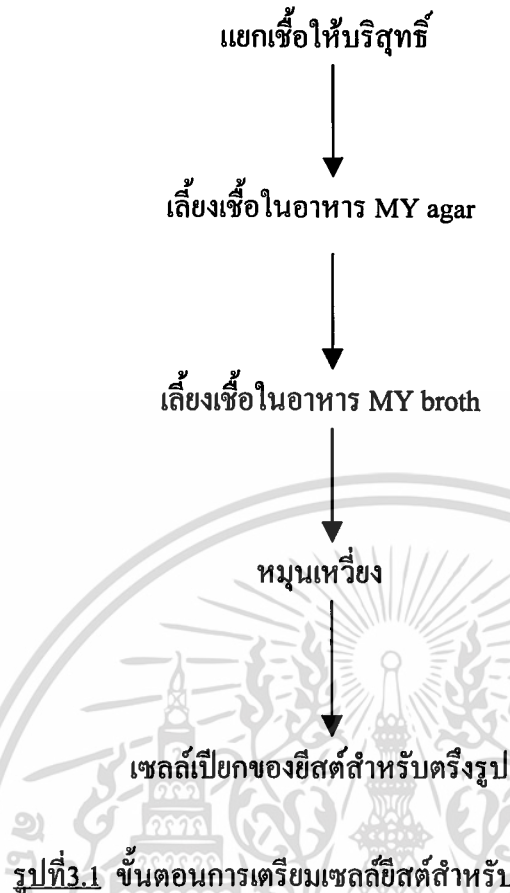 แยกเชื้อให้บริสุทธิ์
เลี้ยงเชื้อในอาหาร MY agar
เลี้ยงเชื้อในอาหาร MY broth
หมุนเหวี่ยง
เซลล์เปียกของยีสต์สำหรับตรึงรูป
รูปที่3.1 ขั้นตอนการเตรียมเซลล์ยีสต์สำหรับ